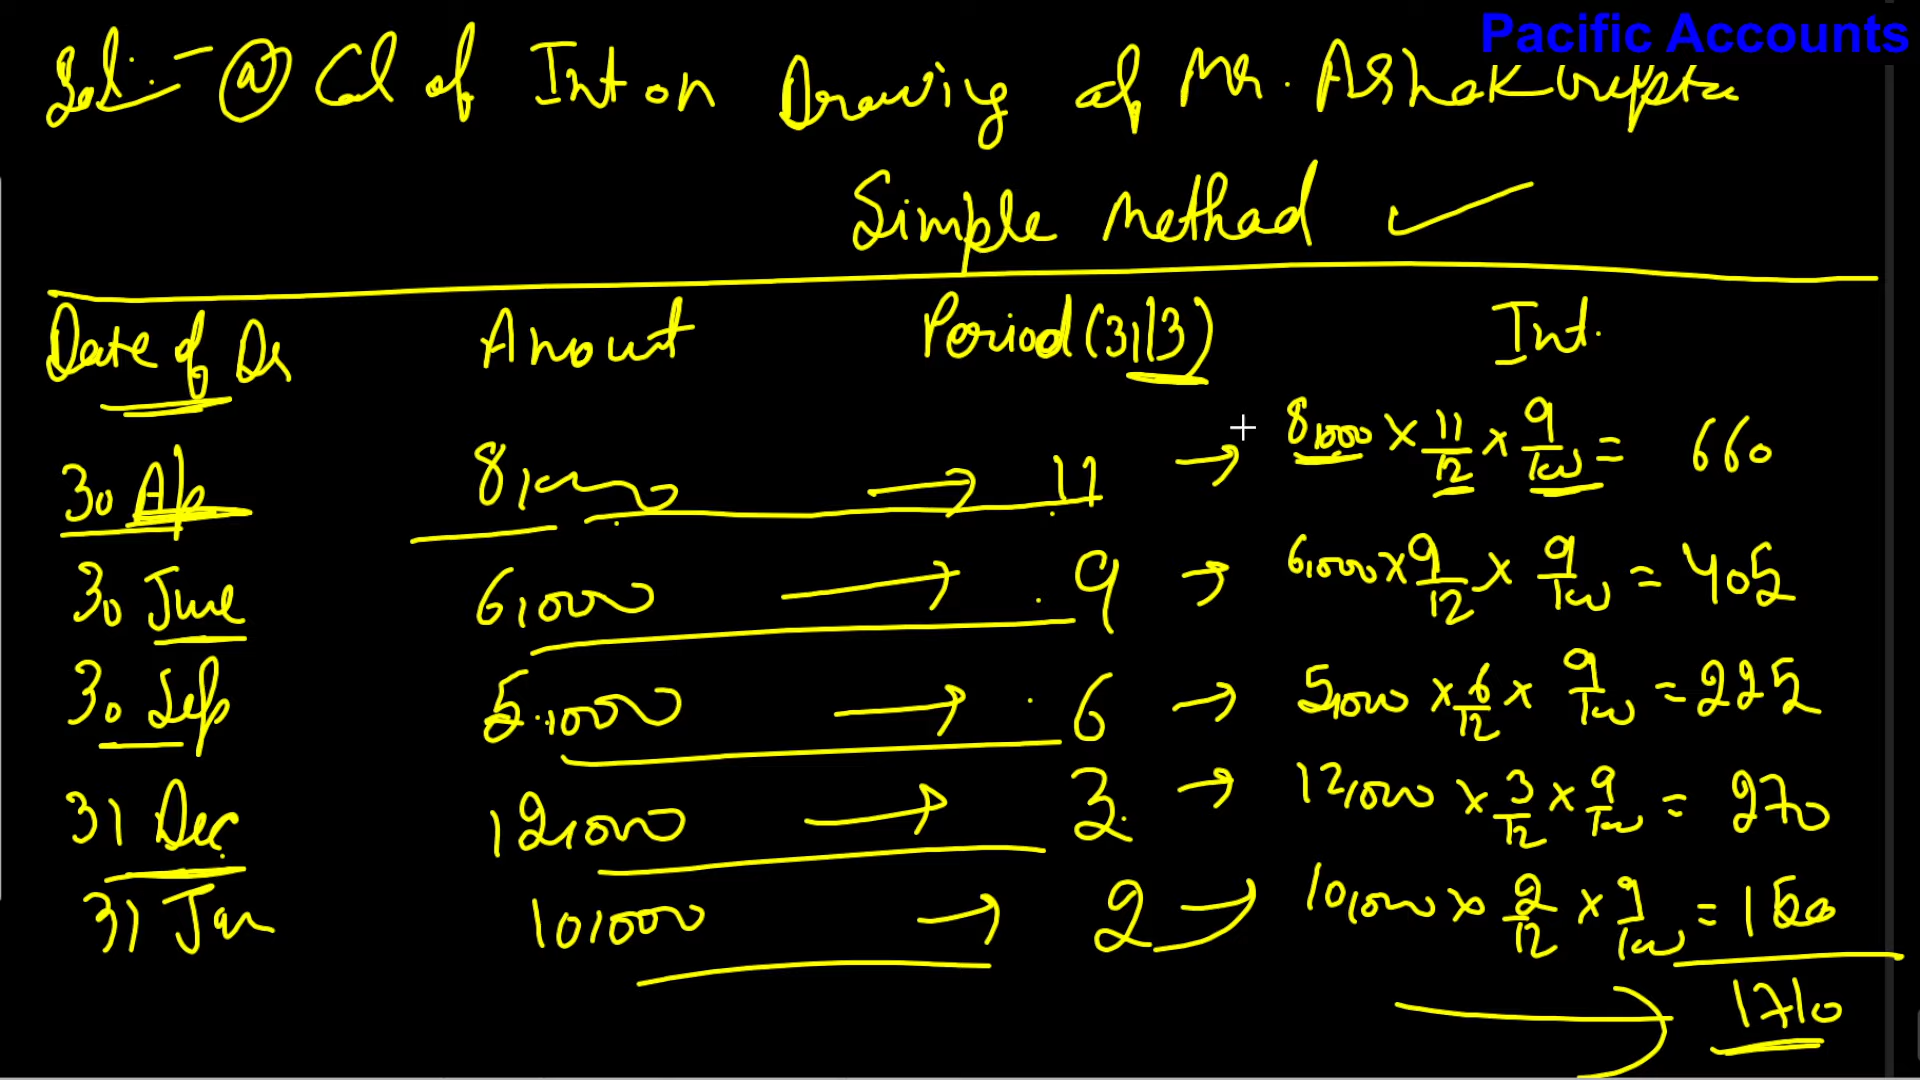 Pacific Accounts
Sol:- @ Cal of Int on Drawing of Mr. Ashok Gupta
Simple Method ✓
Date of Dr Amount Period (31/3) Int.
30 Ap 8,000 → 11 → 8,000 × 11/12 × 9/100 = 660
30 June 6,000 → 9 → 6,000 × 9/12 × 9/100 = 405
30 Sep 5,000 → 6 → 5,000 × 6/12 × 9/100 = 225
31 Dec 12,000 → 3 → 12,000 × 3/12 × 9/100 = 270
31 Jan 10,000 → 2 → 10,000 × 2/12 × 9/100 = 150
→ 1710